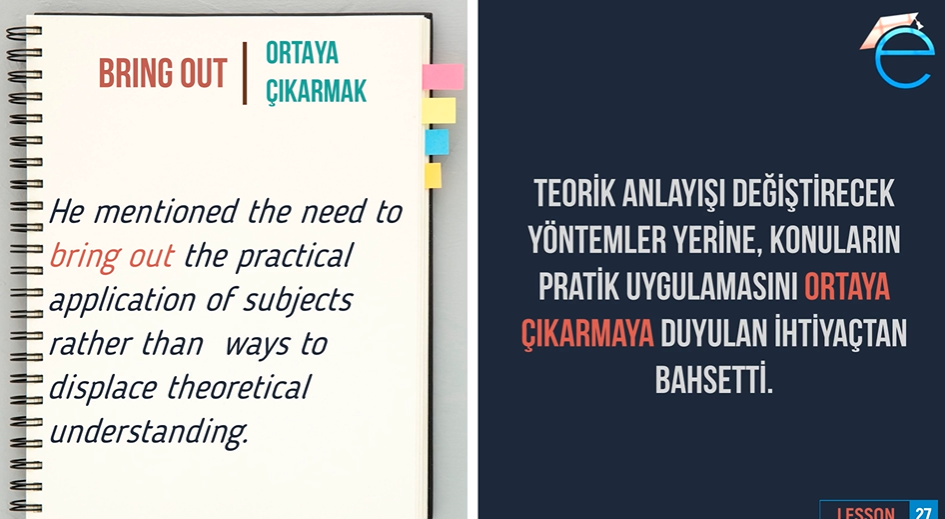 BRING OUT
ORTAYA
ÇIKARMAK
He mentioned the need to
bring out the practical
application of subjects
rather than ways to
displace theoretical
understanding.
e
TEORİK ANLAYIŞI DEĞİŞTİRECEK
YÖNTEMLER YERİNE, KONULARIN
PRATİK UYGULAMASINI ORTAYA
ÇIKARMAYA DUYULAN İHTİYAÇTAN
BAHSETTİ.
LESSON 27